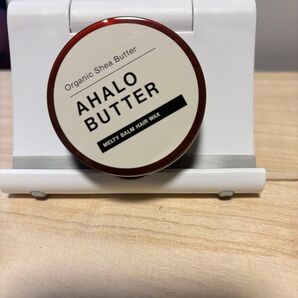 Organic Shea Butter
AHALO
BUTTER
MELTY BALM HAIR WAX